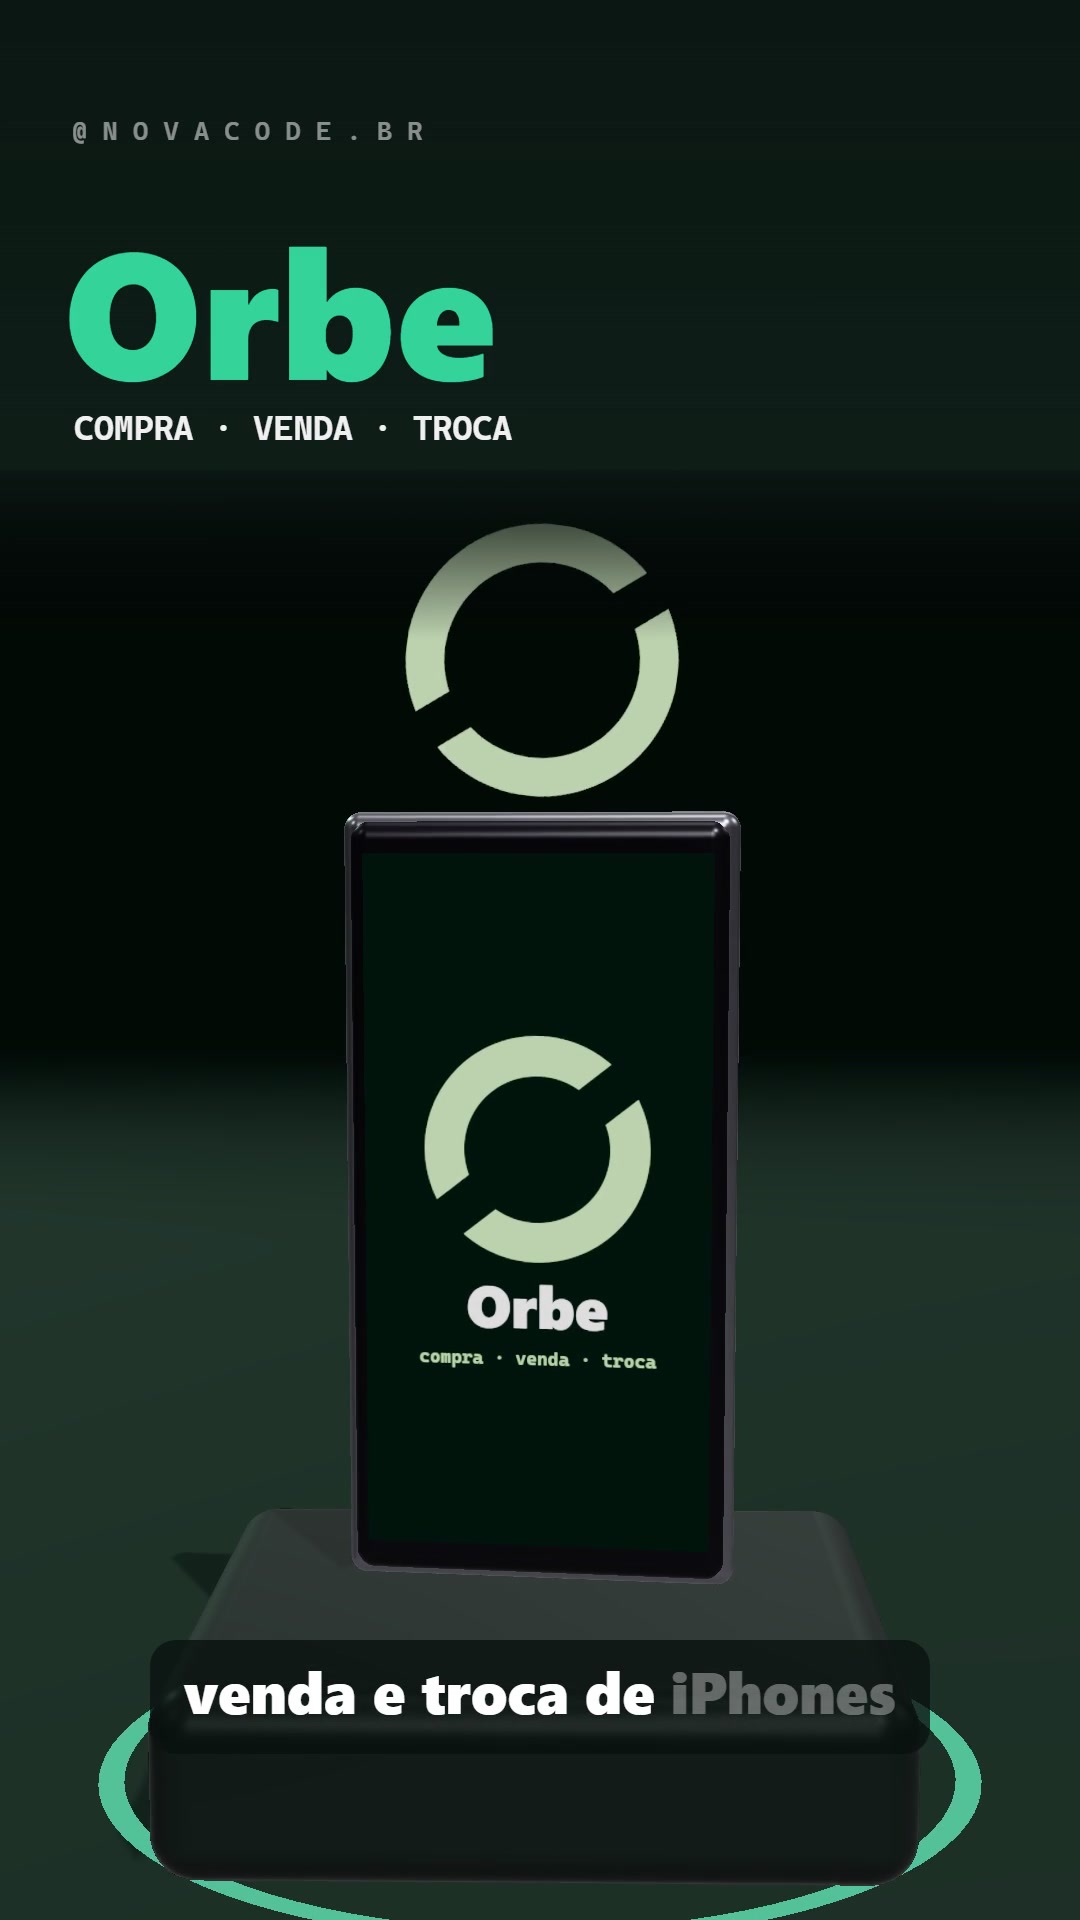 @NOVACODE.BR
Orbe
COMPRA · VENDA · TROCA
Orbe
compra · venda · troca
venda e troca de iPhones